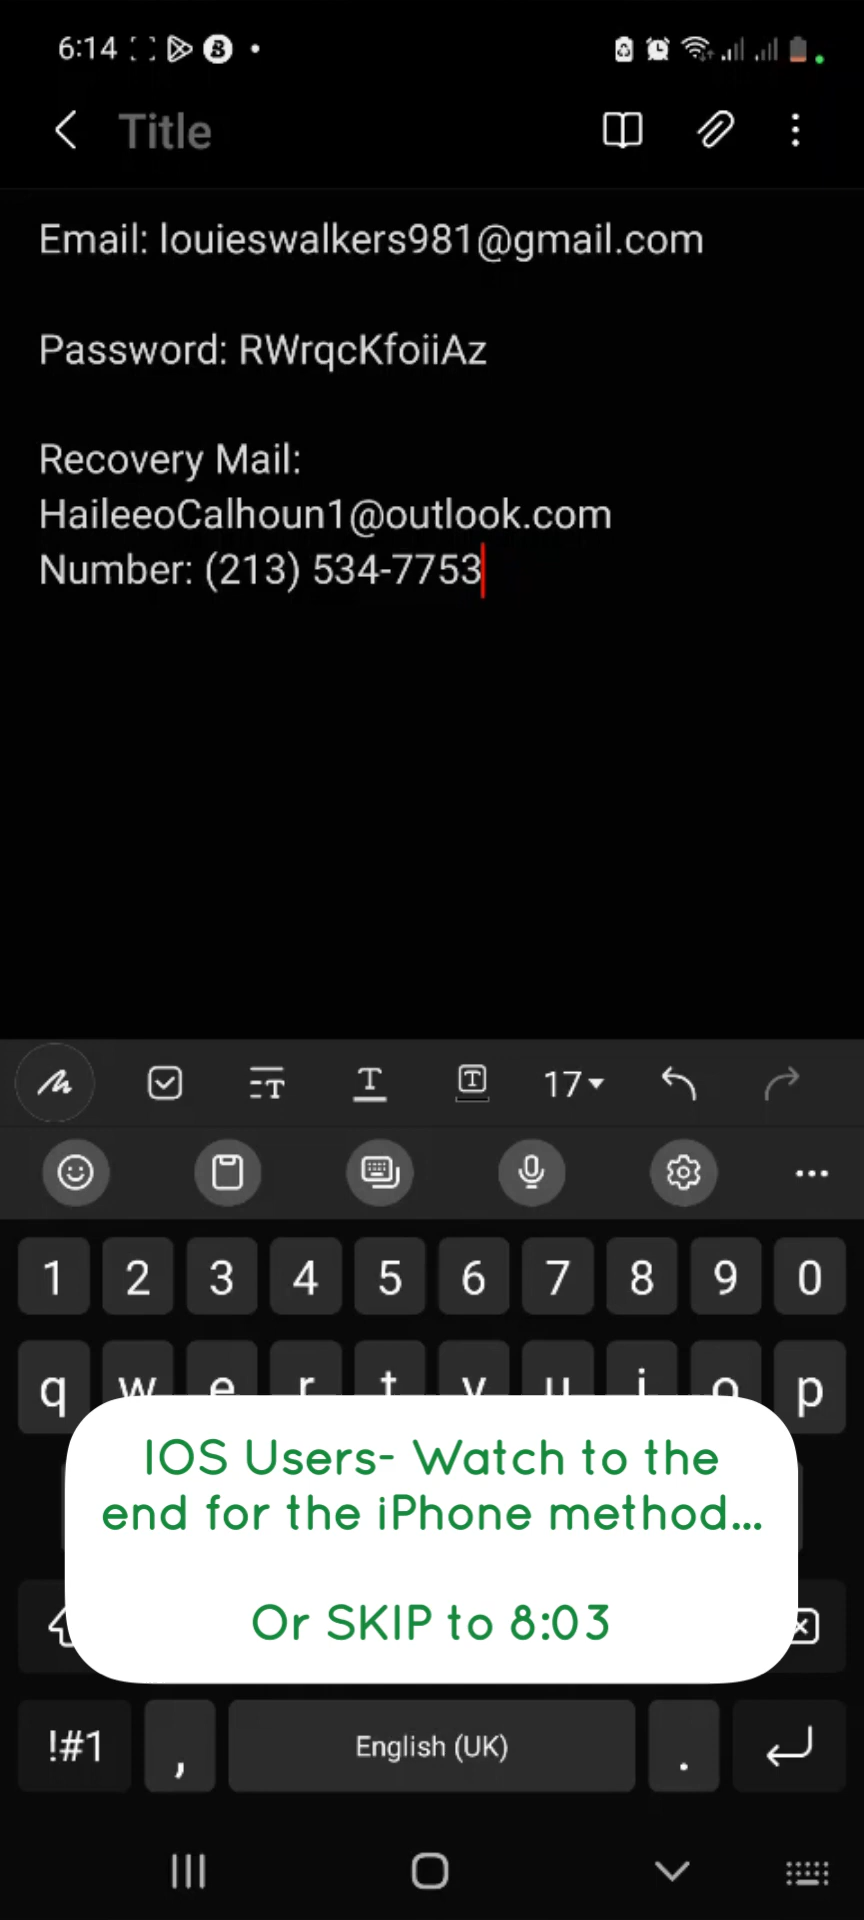 6:14
Title
Email: louieswalkers981@gmail.com
Password: RWrqcKfoiiAz
Recovery Mail:
HaileeoCalhoun1@outlook.com
Number: (213) 534-7753
17
1 2 3 4 5 6 7 8 9 0
q w e r t y u i o p
IOS Users- Watch to the
end for the iPhone method...
Or SKIP to 8:03
!#1 , English (UK) .